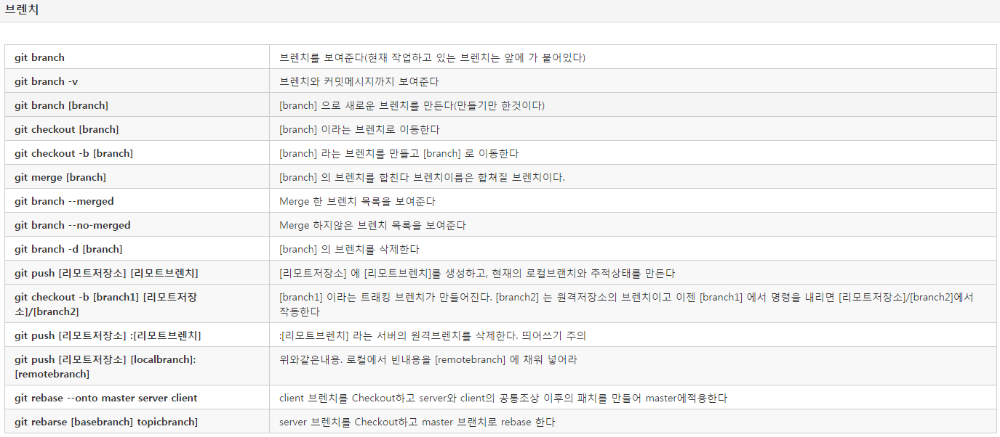 브렌치
git branch
브렌치를 보여준다(현재 작업하고 있는 브렌치는 앞에 가 붙어있다)
git branch -v
브렌치와 커밋메시지까지 보여준다
git branch [branch]
[branch] 으로 새로운 브렌치를 만든다(만들기만 한것이다)
git checkout [branch]
[branch] 이라는 브렌치로 이동한다
git checkout -b [branch]
[branch] 라는 브렌치를 만들고 [branch] 로 이동한다
git merge [branch]
[branch] 의 브렌치를 합친다 브렌치이름은 합쳐질 브렌치이다.
git branch --merged
Merge 한 브렌치 목록을 보여준다
git branch --no-merged
Merge 하지않은 브렌치 목록을 보여준다
git branch -d [branch]
[branch] 의 브렌치를 삭제한다
git push [리모트저장소] [리모트브렌치]
[리모트저장소] 에 [리모트브렌치]를 생성하고, 현재의 로컬브랜치와 추적상태를 만든다
git checkout -b [branch1] [리모트저장
소]/[branch2]
[branch1] 이라는 트래킹 브렌치가 만들어진다. [branch2] 는 원격저장소의 브렌치이고 이젠 [branch1] 에서 명령을 내리면 [리모트저장소]/[branch2]에서
작동한다
git push [리모트저장소] :[리모트브렌치]
:[리모트브렌치] 라는 서버의 원격브렌치를 삭제한다. 띄어쓰기 주의
git push [리모트저장소] [localbranch]:
[remotebranch]
위와같은내용. 로컬에서 빈내용을 [remotebranch] 에 채워 넣어라
git rebase --onto master server client
client 브렌치를 Checkout하고 server와 client의 공통조상 이후의 패치를 만들어 master에적용한다
git rebarse [basebranch] topicbranch]
server 브렌치를 Checkout하고 master 브랜치로 rebase 한다